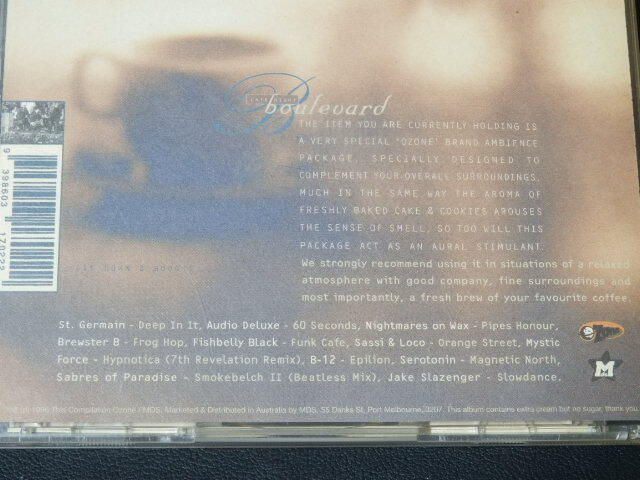 boulevard
THE ITEM YOU ARE CURRENTLY HOLDING IS
A VERY SPECIAL "OZONE" BRAND AMBIENCE
PACKAGE. SPECIALLY DESIGNED TO
COMPLEMENT YOUR OVERALL SURROUNDINGS.
MUCH IN THE SAME WAY THE AROMA OF
FRESHLY BAKED CAKE & COOKIES AROUSES
THE SENSE OF SMELL, SO TOO WILL THIS
PACKAGE ACT AS AN AURAL STIMULANT.
We strongly recommend using it in situations of a relaxed
atmosphere with good company, fine surroundings and
most importantly, a fresh brew of your favourite coffee.
St. Germain - Deep In It, Audio Deluxe - 60 Seconds, Nightmares on Wax - Pipes Honour,
Brewster B - Frog Hop, Fishbelly Black - Funk Cafe, Sassi & Loco - Orange Street, Mystic
Force - Hypnotica (7th Revelation Remix), B-12 - Epilion, Serotonin - Magnetic North,
Sabres of Paradise - Smokebelch II (Beatless Mix), Jake Slazenger - Slowdance.
1996 This Compilation Ozone / MDS. Marketed & Distributed in Australia by MDS, 55 Danks St, Port Melbourne, 3207. This album contains extra cream but no sugar, thank you.
9 398603 170222
OZONE
M